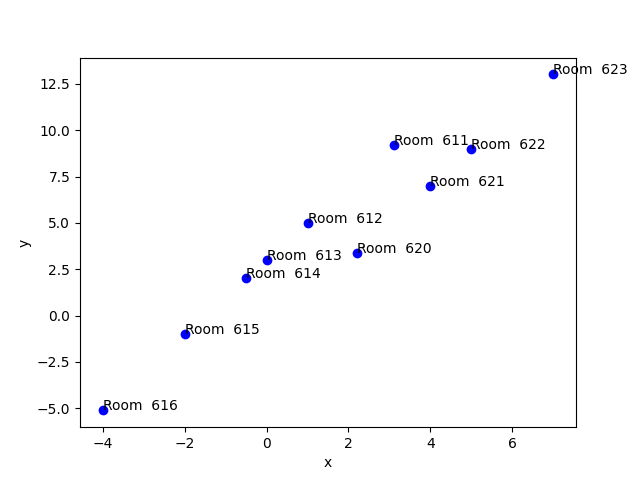 12.5
10.0
7.5
5.0
2.5
0.0
−2.5
−5.0
y
Room  623
Room  611
Room  622
Room  621
Room  612
Room  620
Room  613
Room  614
Room  615
Room  616
−4 −2 0 2 4 6
x